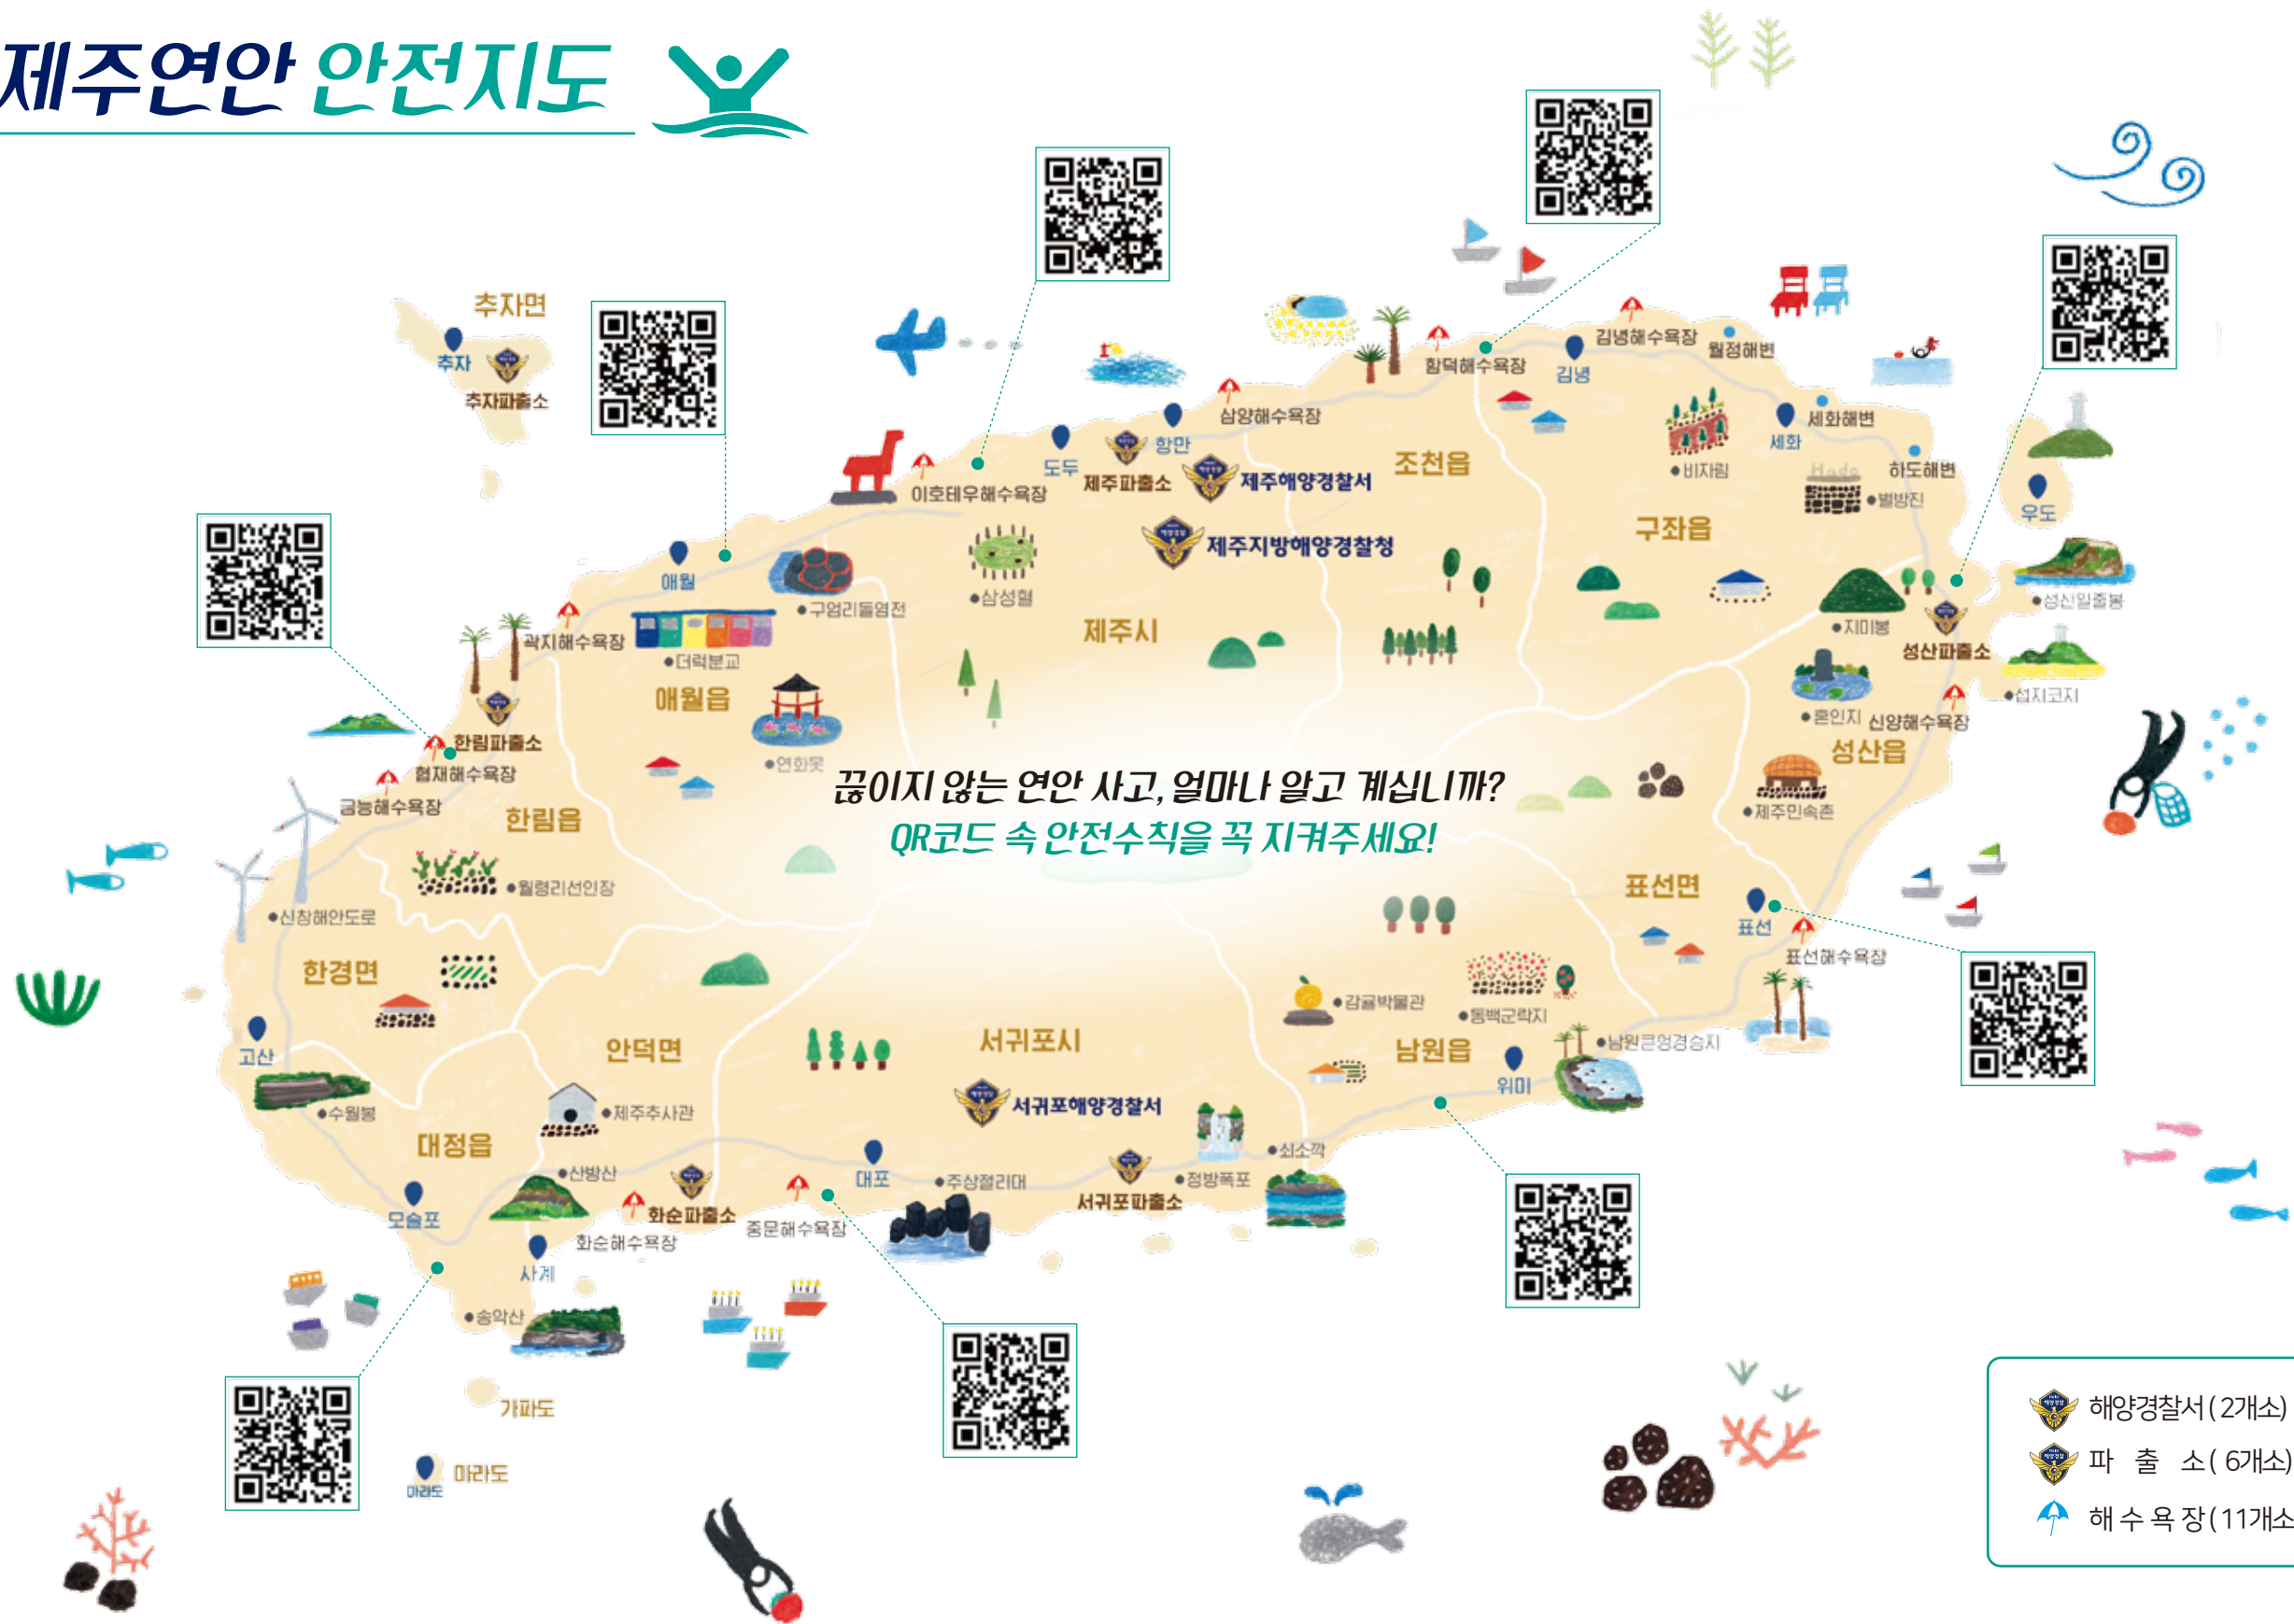 제주연안 안전지도
추자면
추자
추자파출소
김녕해수욕장
월정해변
함덕해수욕장
김녕
삼양해수욕장
세화해변
세화
항만
도두
제주파출소
제주해양경찰서
조천읍
비자림
하도해변
Hado
별방진
이호테우해수욕장
우도
구좌읍
제주지방해양경찰청
애월
구엄리돌염전
삼성혈
성산일출봉
지미봉
제주시
곽지해수욕장
더럭분교
성산파출소
애월읍
섭지코지
혼인지
신양해수욕장
한림파출소
성산읍
연화못
협재해수욕장
끊이지 않는 연안 사고, 얼마나 알고 계십니까?
금능해수욕장
한림읍
제주민속촌
QR코드 속 안전수칙을 꼭 지켜주세요!
월령리선인장
표선면
신창해안도로
표선
표선해수욕장
한경면
감귤박물관
동백군락지
고산
안덕면
서귀포시
남원읍
남원큰엉경승지
위미
수월봉
제주추사관
서귀포해양경찰서
대정읍
쇠소깍
산방산
대포
주상절리대
정방폭포
모슬포
화순파출소
중문해수욕장
서귀포파출소
화순해수욕장
사계
송악산
가파도
마라도
마라도
해양경찰서 ( 2개소)
파 출 소 ( 6개소)
해 수 욕 장 ( 11개소